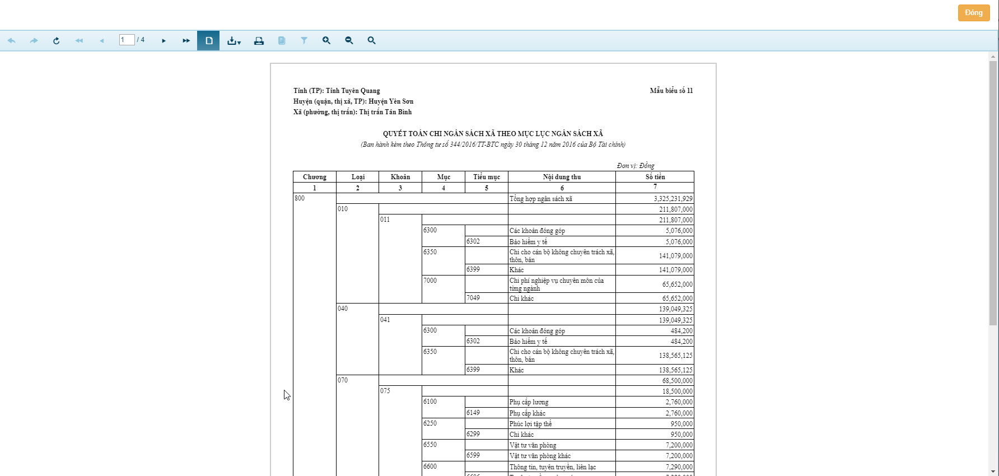 Đóng
1 / 4
Tỉnh (TP): Tỉnh Tuyên Quang
Mẫu biểu số 11
Huyện (quận, thị xã, TP): Huyện Yên Sơn
Xã (phường, thị trấn): Thị trấn Tân Bình
QUYẾT TOÁN CHI NGÂN SÁCH XÃ THEO MỤC LỤC NGÂN SÁCH XÃ
(Ban hành kèm theo Thông tư số 344/2016/TT-BTC ngày 30 tháng 12 năm 2016 của Bộ Tài chính)
Đơn vị: Đồng
Chương Loại Khoản Mục Tiểu mục Nội dung thu Số tiền
1 2 3 4 5 6 7
800 Tổng hợp ngân sách xã 3,325,231,929
010 211,807,000
011 211,807,000
6300 Các khoản đóng góp 5,076,000
6302 Bảo hiểm y tế 5,076,000
6350 Chi cho cán bộ không chuyên trách xã, 141,079,000
thôn, bản
6399 Khác 141,079,000
7000 Chi phí nghiệp vụ chuyên môn của 65,652,000
từng ngành
7049 Chi khác 65,652,000
040 139,049,325
041 139,049,325
6300 Các khoản đóng góp 484,200
6302 Bảo hiểm y tế 484,200
6350 Chi cho cán bộ không chuyên trách xã, 138,565,125
thôn, bản
6399 Khác 138,565,125
070 68,500,000
075 18,500,000
6100 Phụ cấp lương 2,760,000
6149 Phụ cấp khác 2,760,000
6250 Phúc lợi tập thể 950,000
6299 Chi khác 950,000
6550 Vật tư văn phòng 7,200,000
6599 Vật tư văn phòng khác 7,200,000
6600 Thông tin, tuyên truyền, liên lạc 7,290,000